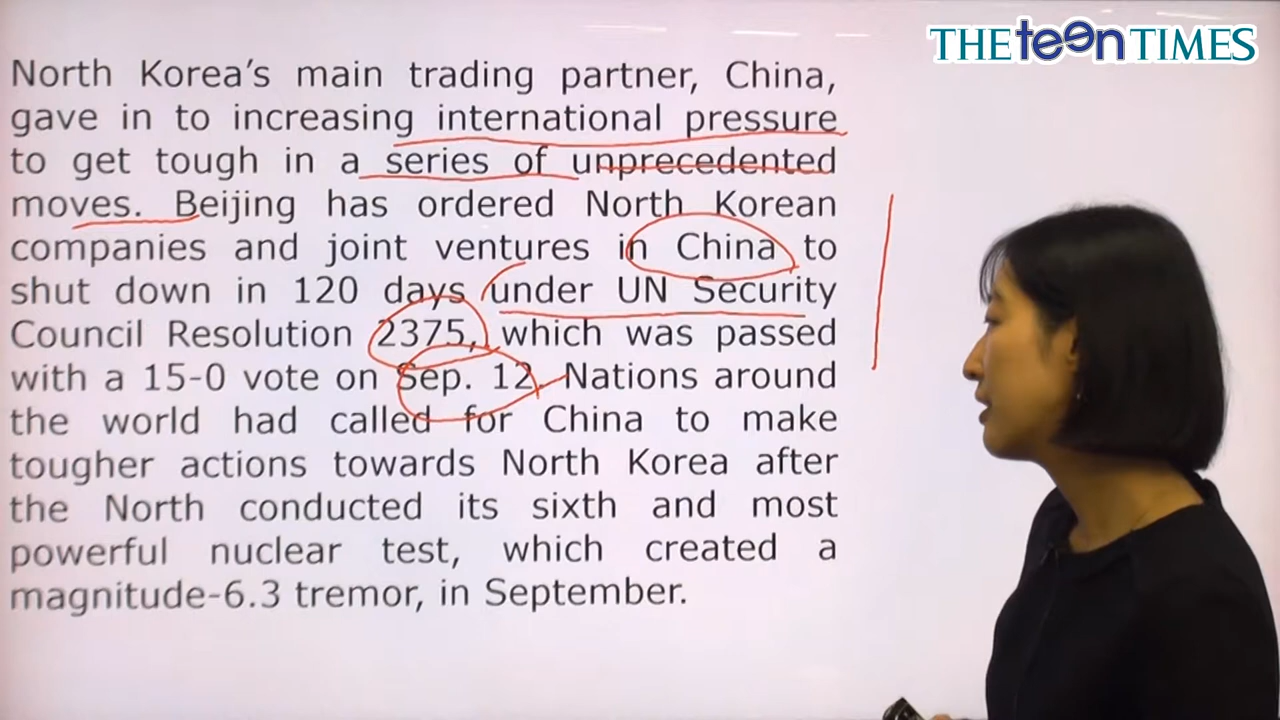 THE teen TIMES
North Korea's main trading partner, China,
gave in to increasing international pressure
to get tough in a series of unprecedented
moves. Beijing has ordered North Korean
companies and joint ventures in China to
shut down in 120 days under UN Security
Council Resolution 2375, which was passed
with a 15-0 vote on Sep. 12. Nations around
the world had called for China to make
tougher actions towards North Korea after
the North conducted its sixth and most
powerful nuclear test, which created a
magnitude-6.3 tremor, in September.